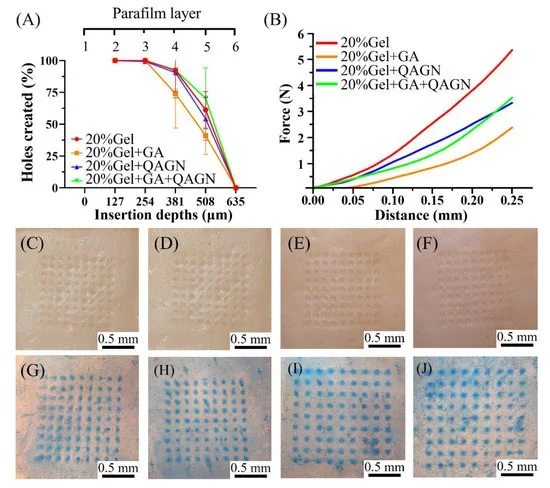 (A)
Parafilm layer
1 2 3 4 5 6
Holes created (%)
100
75
50
25
0
20%Gel
20%Gel+GA
20%Gel+QAGN
20%Gel+GA+QAGN
0 127 254 381 508 635
Insertion depths (µm)
(B)
Force (N)
6
5
4
3
2
1
0
20%Gel
20%Gel+GA
20%Gel+QAGN
20%Gel+GA+QAGN
0.00 0.05 0.10 0.15 0.20 0.25
Distance (mm)
(C)
0.5 mm
(D)
0.5 mm
(E)
0.5 mm
(F)
0.5 mm
(G)
0.5 mm
(H)
0.5 mm
(I)
0.5 mm
(J)
0.5 mm